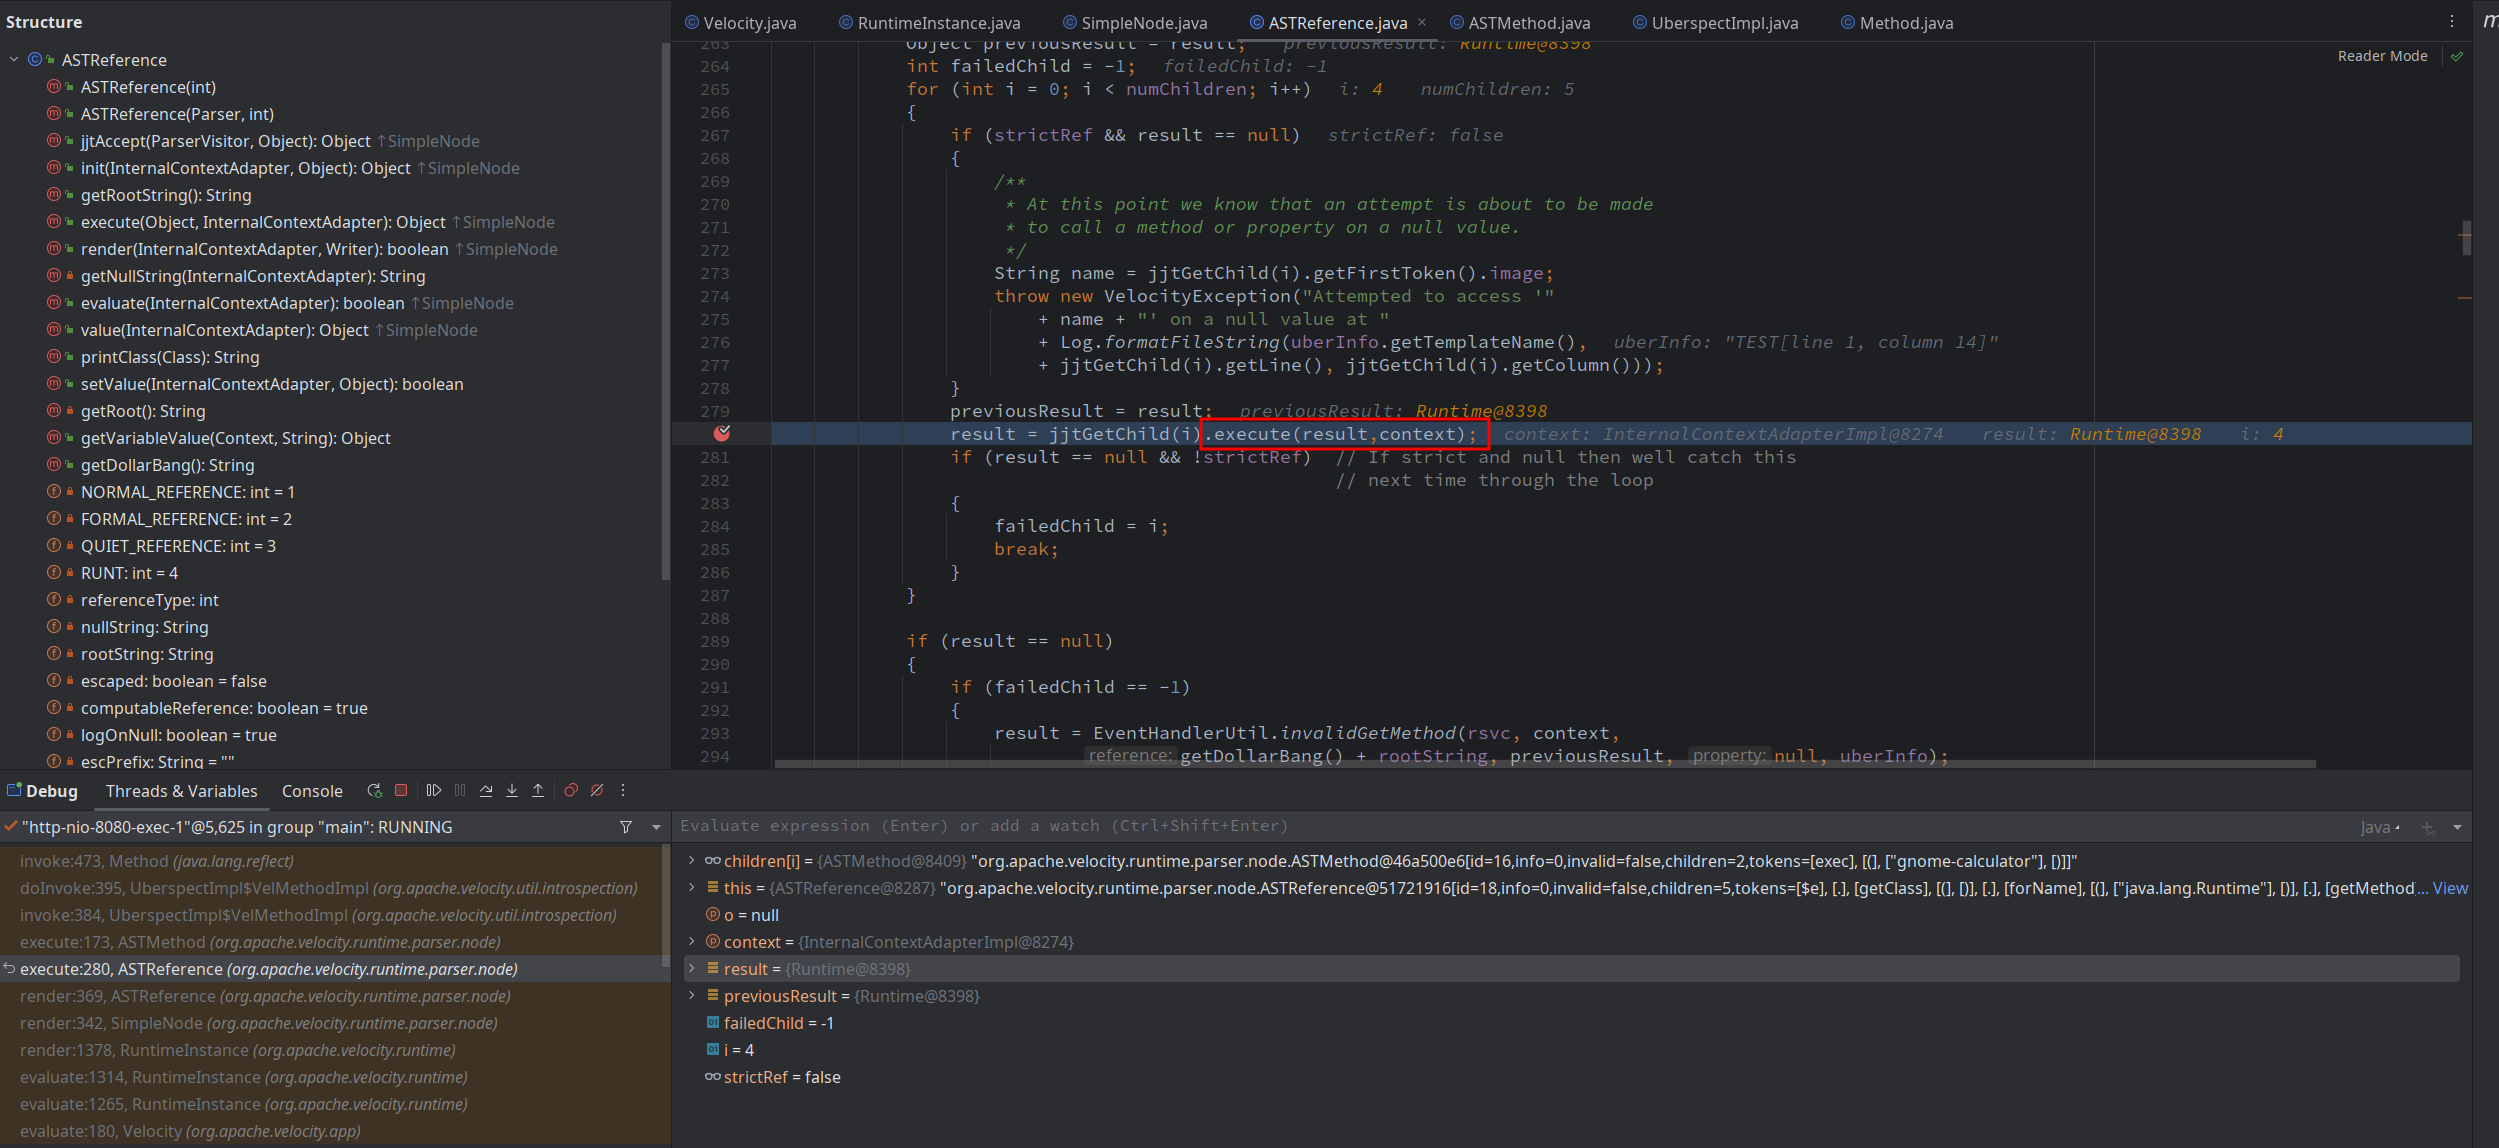 Structure
ASTReference
ASTReference(int)
ASTReference(Parser, int)
jjtAccept(ParserVisitor, Object): Object ↑SimpleNode
init(InternalContextAdapter, Object): Object ↑SimpleNode
getRootString(): String
execute(Object, InternalContextAdapter): Object ↑SimpleNode
render(InternalContextAdapter, Writer): boolean ↑SimpleNode
getNullString(InternalContextAdapter): String
evaluate(InternalContextAdapter): boolean ↑SimpleNode
value(InternalContextAdapter): Object ↑SimpleNode
printClass(Class): String
setValue(InternalContextAdapter, Object): boolean
getRoot(): String
getVariableValue(Context, String): Object
getDollarBang(): String
NORMAL_REFERENCE: int = 1
FORMAL_REFERENCE: int = 2
QUIET_REFERENCE: int = 3
RUNT: int = 4
referenceType: int
nullString: String
rootString: String
escaped: boolean = false
computableReference: boolean = true
logOnNull: boolean = true
escPrefix: String = ""
Velocity.java RuntimeInstance.java SimpleNode.java ASTReference.java × ASTMethod.java UberspectImpl.java Method.java
Reader Mode
263 Object previousResult = result; previousResult: Runtime@8398
264 int failedChild = -1; failedChild: -1
265 for (int i = 0; i < numChildren; i++) i: 4 numChildren: 5
266 {
267 if (strictRef && result == null) strictRef: false
268 {
269 /**
270 * At this point we know that an attempt is about to be made
271 * to call a method or property on a null value.
272 */
273 String name = jjtGetChild(i).getFirstToken().image;
274 throw new VelocityException("Attempted to access '"
275 + name + "' on a null value at "
276 + Log.formatFileString(uberInfo.getTemplateName(), uberInfo: "TEST[line 1, column 14]"
277 + jjtGetChild(i).getLine(), jjtGetChild(i).getColumn()));
278 }
279 previousResult = result; previousResult: Runtime@8398
result = jjtGetChild(i).execute(result,context); context: InternalContextAdapterImpl@8274 result: Runtime@8398 i: 4
281 if (result == null && !strictRef) // If strict and null then well catch this
282 // next time through the loop
283 {
284 failedChild = i;
285 break;
286 }
287 }
288
289 if (result == null)
290 {
291 if (failedChild == -1)
292 {
293 result = EventHandlerUtil.invalidGetMethod(rsvc, context,
294 reference: getDollarBang() + rootString, previousResult, property: null, uberInfo);
Debug Threads & Variables Console
"http-nio-8080-exec-1"@5,625 in group "main": RUNNING
invoke:473, Method (java.lang.reflect)
doInvoke:395, UberspectImpl$VelMethodImpl (org.apache.velocity.util.introspection)
invoke:384, UberspectImpl$VelMethodImpl (org.apache.velocity.util.introspection)
execute:173, ASTMethod (org.apache.velocity.runtime.parser.node)
execute:280, ASTReference (org.apache.velocity.runtime.parser.node)
render:369, ASTReference (org.apache.velocity.runtime.parser.node)
render:342, SimpleNode (org.apache.velocity.runtime.parser.node)
render:1378, RuntimeInstance (org.apache.velocity.runtime)
evaluate:1314, RuntimeInstance (org.apache.velocity.runtime)
evaluate:1265, RuntimeInstance (org.apache.velocity.runtime)
evaluate:180, Velocity (org.apache.velocity.app)
Evaluate expression (Enter) or add a watch (Ctrl+Shift+Enter) Java
children[i] = {ASTMethod@8409} "org.apache.velocity.runtime.parser.node.ASTMethod@46a500e6[id=16,info=0,invalid=false,children=2,tokens=[exec], [(], ["gnome-calculator"], [)]]"
this = {ASTReference@8287} "org.apache.velocity.runtime.parser.node.ASTReference@51721916[id=18,info=0,invalid=false,children=5,tokens=[$e], [.], [getClass], [(], [)], [.], [forName], [(], ["java.lang.Runtime"], [)], [.], [getMethod... View
o = null
context = {InternalContextAdapterImpl@8274}
result = {Runtime@8398}
previousResult = {Runtime@8398}
failedChild = -1
i = 4
strictRef = false